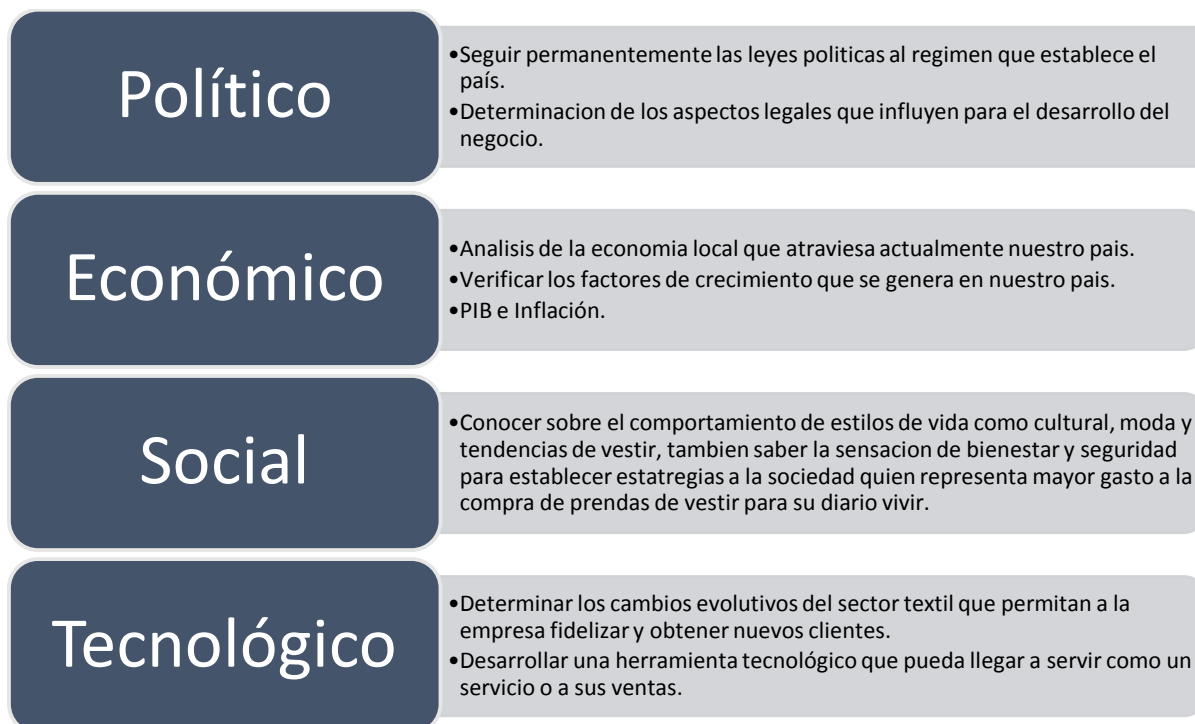 Político
•Seguir permanentemente las leyes politicas al regimen que establece el
país.
•Determinacion de los aspectos legales que influyen para el desarrollo del
negocio.
Económico
•Analisis de la economia local que atraviesa actualmente nuestro pais.
•Verificar los factores de crecimiento que se genera en nuestro pais.
•PIB e Inflación.
Social
•Conocer sobre el comportamiento de estilos de vida como cultural, moda y
tendencias de vestir, tambien saber la sensacion de bienestar y seguridad
para establecer estatregias a la sociedad quien representa mayor gasto a la
compra de prendas de vestir para su diario vivir.
Tecnológico
•Determinar los cambios evolutivos del sector textil que permitan a la
empresa fidelizar y obtener nuevos clientes.
•Desarrollar una herramienta tecnológico que pueda llegar a servir como un
servicio o a sus ventas.